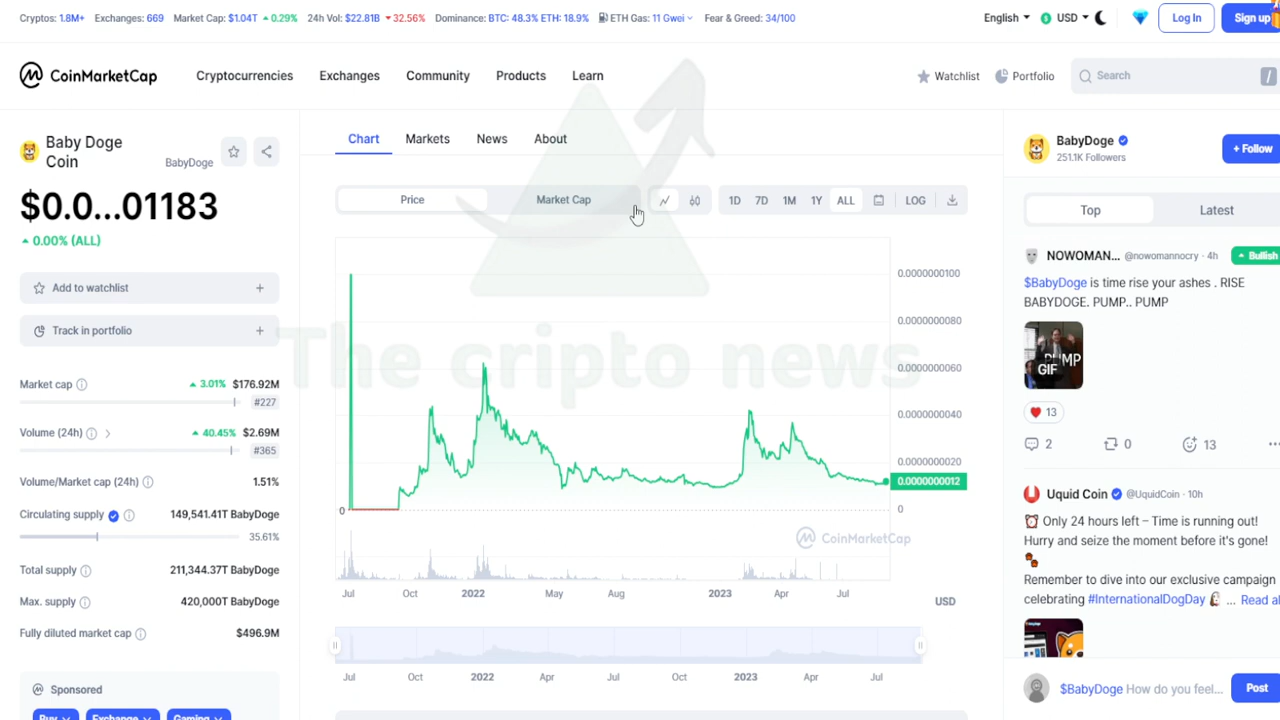 Cryptos: 1.8M+ Exchanges: 669 Market Cap: $1.04T 0.29% 24h Vol: $22.81B 32.56% Dominance: BTC: 48.3% ETH: 18.9% ETH Gas: 11 Gwei Fear & Greed: 34/100
English USD Log In Sign up
CoinMarketCap Cryptocurrencies Exchanges Community Products Learn Watchlist Portfolio Search /
Baby Doge
Coin
BabyDoge
$0.0...01183
0.00% (ALL)
Add to watchlist +
Track in portfolio +
Market cap 3.01% $176.92M
#227
Volume (24h) 40.45% $2.69M
#365
Volume/Market cap (24h) 1.51%
Circulating supply 149,541.41T BabyDoge
35.61%
Total supply 211,344.37T BabyDoge
Max. supply 420,000T BabyDoge
Fully diluted market cap $496.9M
Sponsored
Buy Exchange Gaming
Chart Markets News About
Price Market Cap 1D 7D 1M 1Y ALL LOG
0.0000000100
0.0000000080
0.0000000060
0.0000000040
0.0000000020
0.0000000012
0 0
The cripto news
CoinMarketCap
Jul Oct 2022 May Aug 2023 Apr Jul
USD
Jul Oct 2022 Apr Jul Oct 2023 Apr Jul
BabyDoge
251.1K Followers
+ Follow
Top Latest
NOWOMAN... @nowomannocry · 4h Bullish
$BabyDoge is time rise your ashes . RISE
BABYDOGE. PUMP.. PUMP
PUMP
GIF
13
2 0 13 ...
Uquid Coin @UquidCoin · 10h
Only 24 hours left – Time is running out!
Hurry and seize the moment before it's gone!
Remember to dive into our exclusive campaign
celebrating #InternationalDogDay ... Read al
$BabyDoge How do you feel... Post